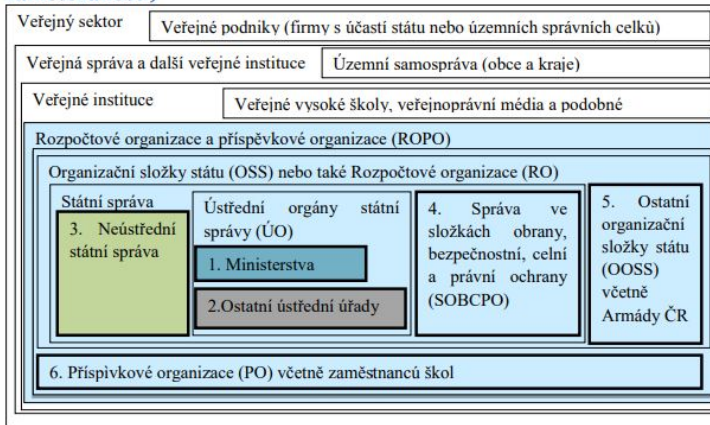 Veřejný sektor
Veřejné podniky (firmy s účastí státu nebo územních správních celků)
Veřejná správa a další veřejné instituce
Územní samospráva (obce a kraje)
Veřejné instituce
Veřejné vysoké školy, veřejnoprávní média a podobné
Rozpočtové organizace a příspěvkové organizace (ROPO)
Organizační složky státu (OSS) nebo také Rozpočtové organizace (RO)
Státní správa
3. Neústřední
státní správa
Ústřední orgány státní
správy (ÚO)
1. Ministerstva
2.Ostatní ústřední úřady
4. Správa ve
složkách obrany,
bezpečnostní, celní
a právní ochrany
(SOBCPO)
5. Ostatní
organizační
složky státu
(OOSS)
včetně
Armády ČR
6. Příspìvkové organizace (PO) včetně zaměstnancú škol